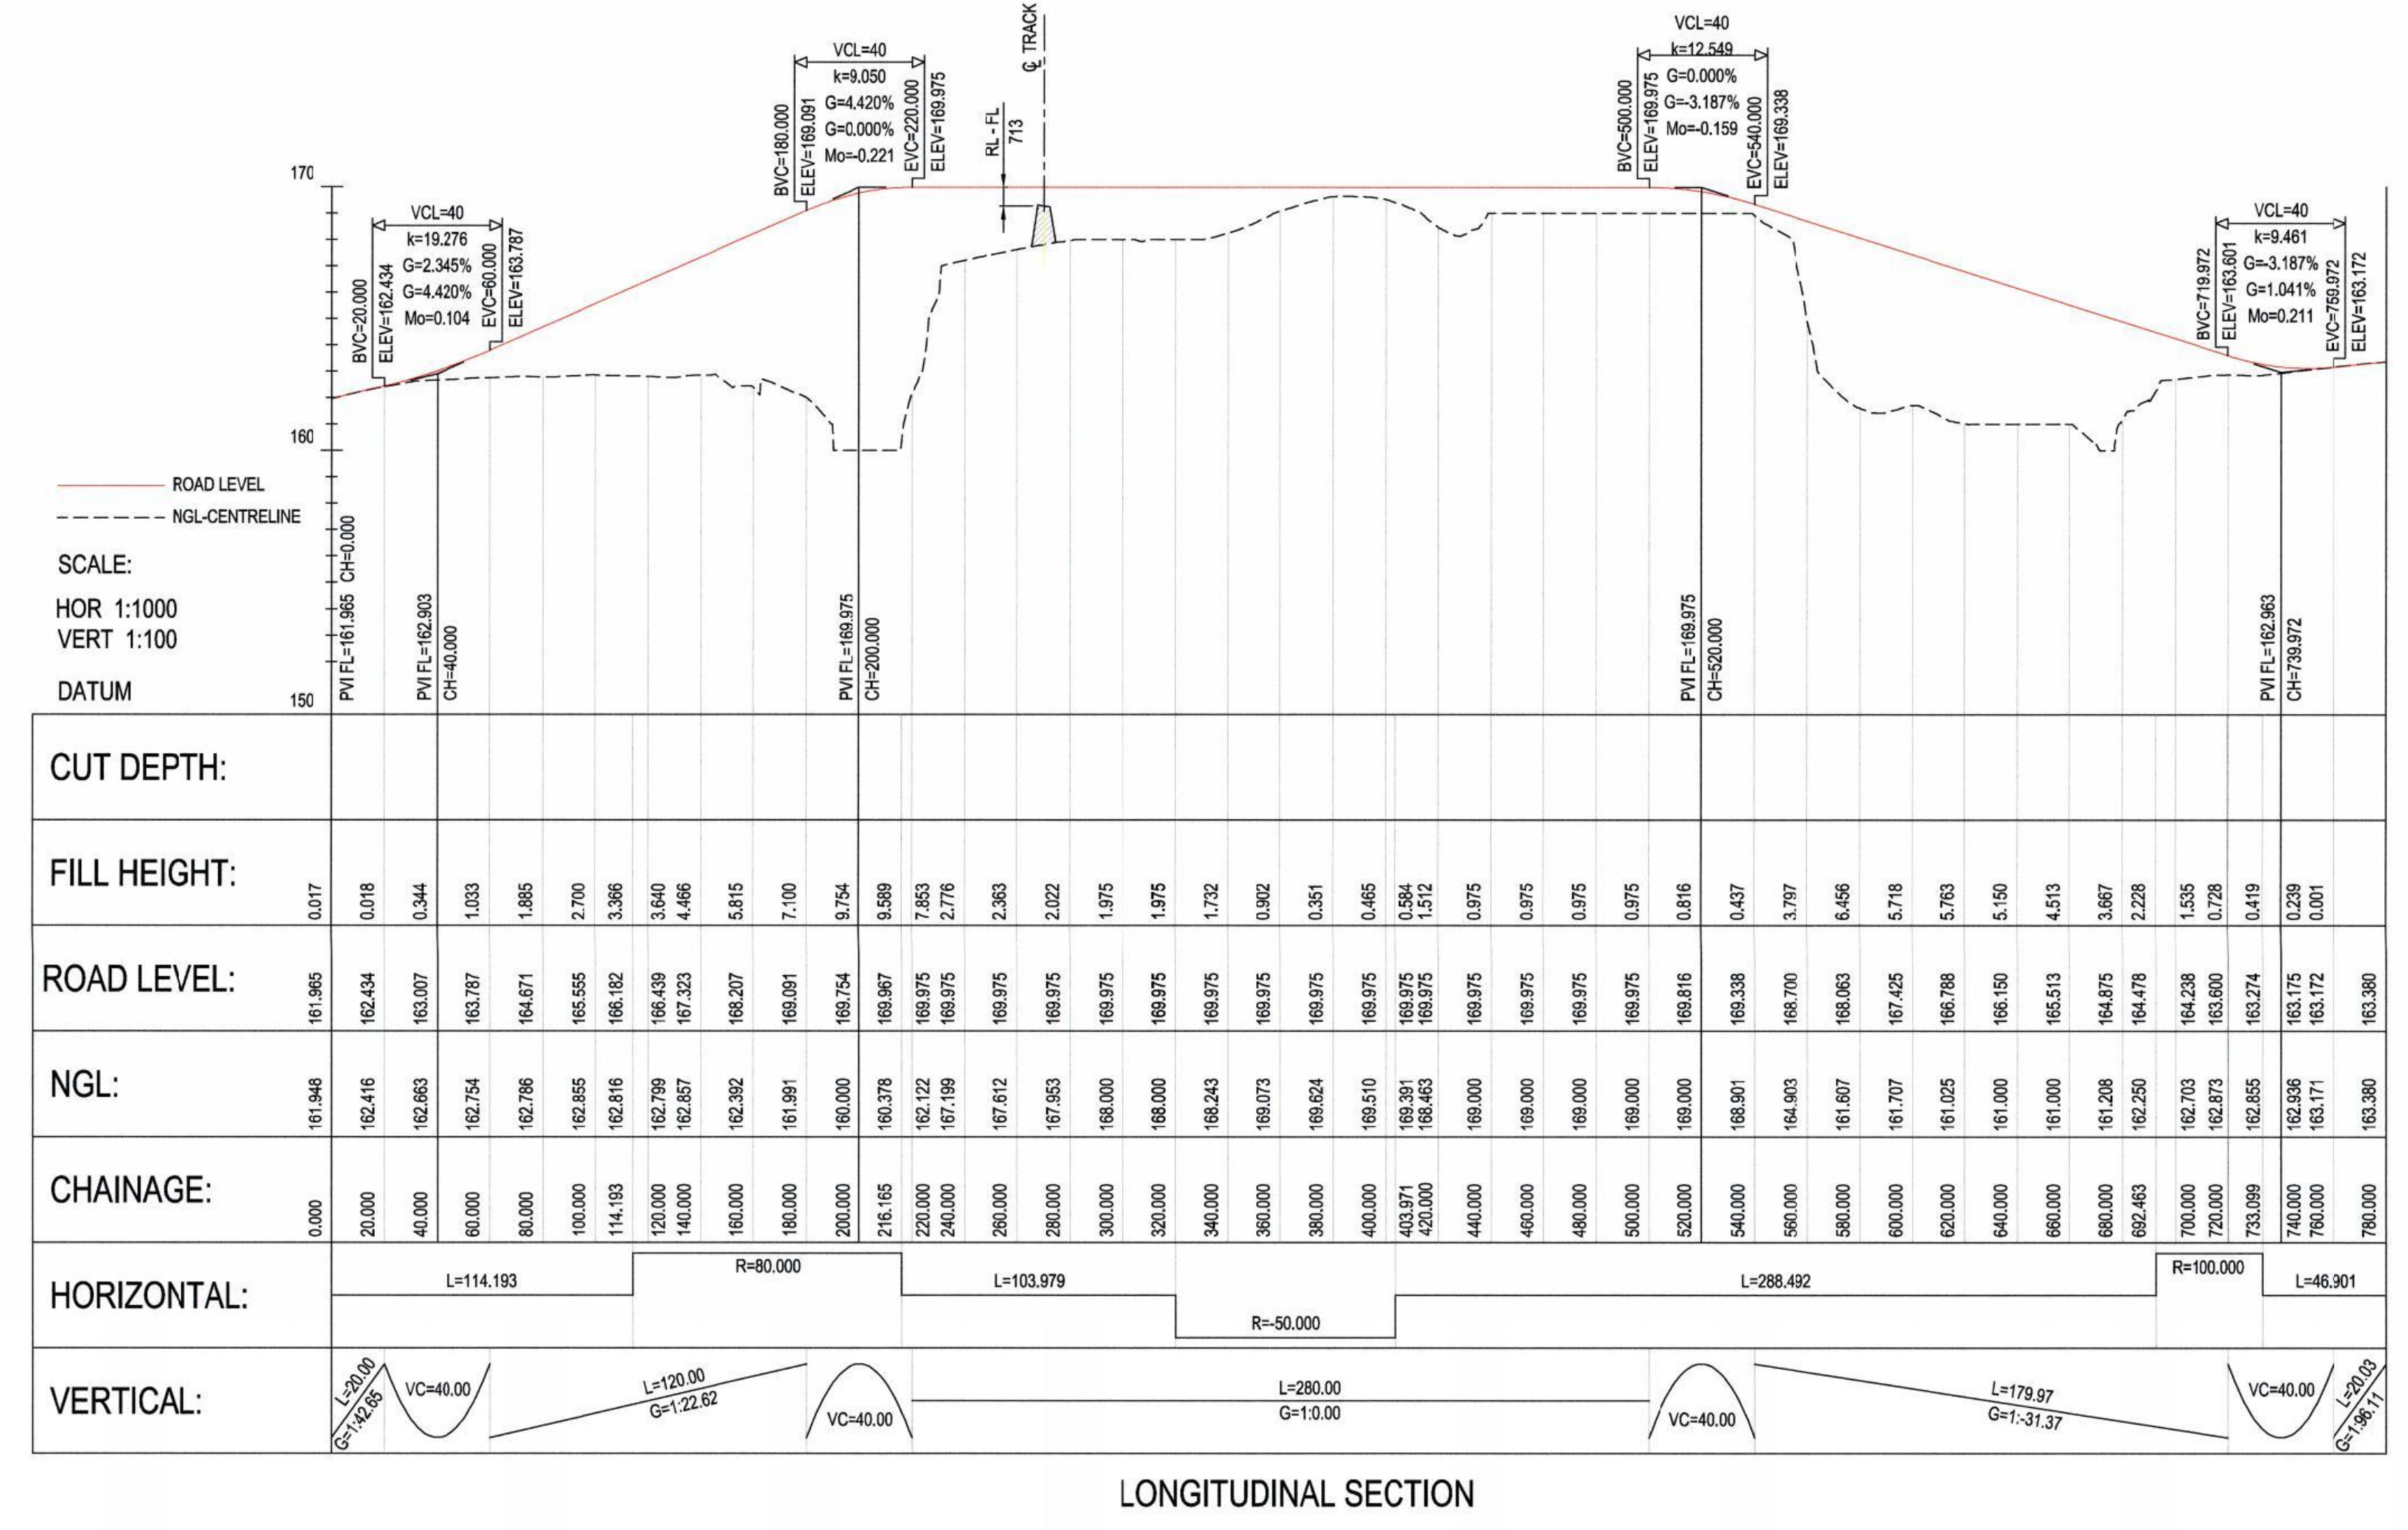 VCL=40
k=19.276
G=2.345%
G=4.420%
Mo=0.104
BVC=20.000
ELEV=162.434
EVC=60.000
ELEV=163.787
VCL=40
k=9.050
G=4.420%
G=0.000%
Mo=-0.221
BVC=180.000
ELEV=169.091
EVC=220.000
ELEV=169.975
℄ TRACK
RL - FL
713
VCL=40
k=12.549
G=0.000%
G=-3.187%
Mo=-0.159
BVC=500.000
ELEV=169.975
EVC=540.000
ELEV=169.338
VCL=40
k=9.461
G=-3.187%
G=1.041%
Mo=0.211
BVC=719.972
ELEV=163.601
EVC=759.972
ELEV=163.172
170
160
150
ROAD LEVEL
NGL-CENTRELINE
SCALE:
HOR 1:1000
VERT 1:100
DATUM
PVI FL=161.965 CH=0.000
PVI FL=162.903
CH=40.000
PVI FL=169.975
CH=200.000
PVI FL=169.975
CH=520.000
PVI FL=162.963
CH=739.972
CUT DEPTH:
FILL HEIGHT: 0.017 0.018 0.344 1.033 1.885 2.700 3.366 3.640 4.466 5.815 7.100 9.754 9.589 7.853 2.776 2.363 2.022 1.975 1.975 1.732 0.902 0.351 0.465 0.584 1.512 0.975 0.975 0.975 0.975 0.816 0.437 3.797 6.456 5.718 5.763 5.150 4.513 3.667 2.228 1.535 0.728 0.419 0.239 0.001
ROAD LEVEL: 161.965 162.434 163.007 163.787 164.671 165.555 166.182 166.439 167.323 168.207 169.091 169.754 169.967 169.975 169.975 169.975 169.975 169.975 169.975 169.975 169.975 169.975 169.975 169.975 169.975 169.975 169.975 169.975 169.975 169.816 169.338 168.700 168.063 167.425 166.788 166.150 165.513 164.875 164.478 164.238 163.600 163.274 163.175 163.172 163.380
NGL: 161.948 162.416 162.663 162.754 162.786 162.855 162.816 162.799 162.857 162.392 161.991 160.000 160.378 162.122 167.199 167.612 167.953 168.000 168.000 168.243 169.073 169.624 169.510 169.391 168.463 169.000 169.000 169.000 169.000 169.000 168.901 164.903 161.607 161.707 161.025 161.000 161.000 161.208 162.250 162.703 162.873 162.855 162.936 163.171 163.380
CHAINAGE: 0.000 20.000 40.000 60.000 80.000 100.000 114.193 120.000 140.000 160.000 180.000 200.000 216.165 220.000 240.000 260.000 280.000 300.000 320.000 340.000 360.000 380.000 400.000 403.971 420.000 440.000 460.000 480.000 500.000 520.000 540.000 560.000 580.000 600.000 620.000 640.000 660.000 680.000 692.463 700.000 720.000 733.099 740.000 760.000 780.000
HORIZONTAL: L=114.193 R=80.000 L=103.979 R=-50.000 L=288.492 R=100.000 L=46.901
VERTICAL:
L=20.00
G=1:42.65
VC=40.00
L=120.00
G=1:22.62
VC=40.00
L=280.00
G=1:0.00
VC=40.00
L=179.97
G=1:-31.37
VC=40.00
L=20.03
G=1:96.11
LONGITUDINAL SECTION